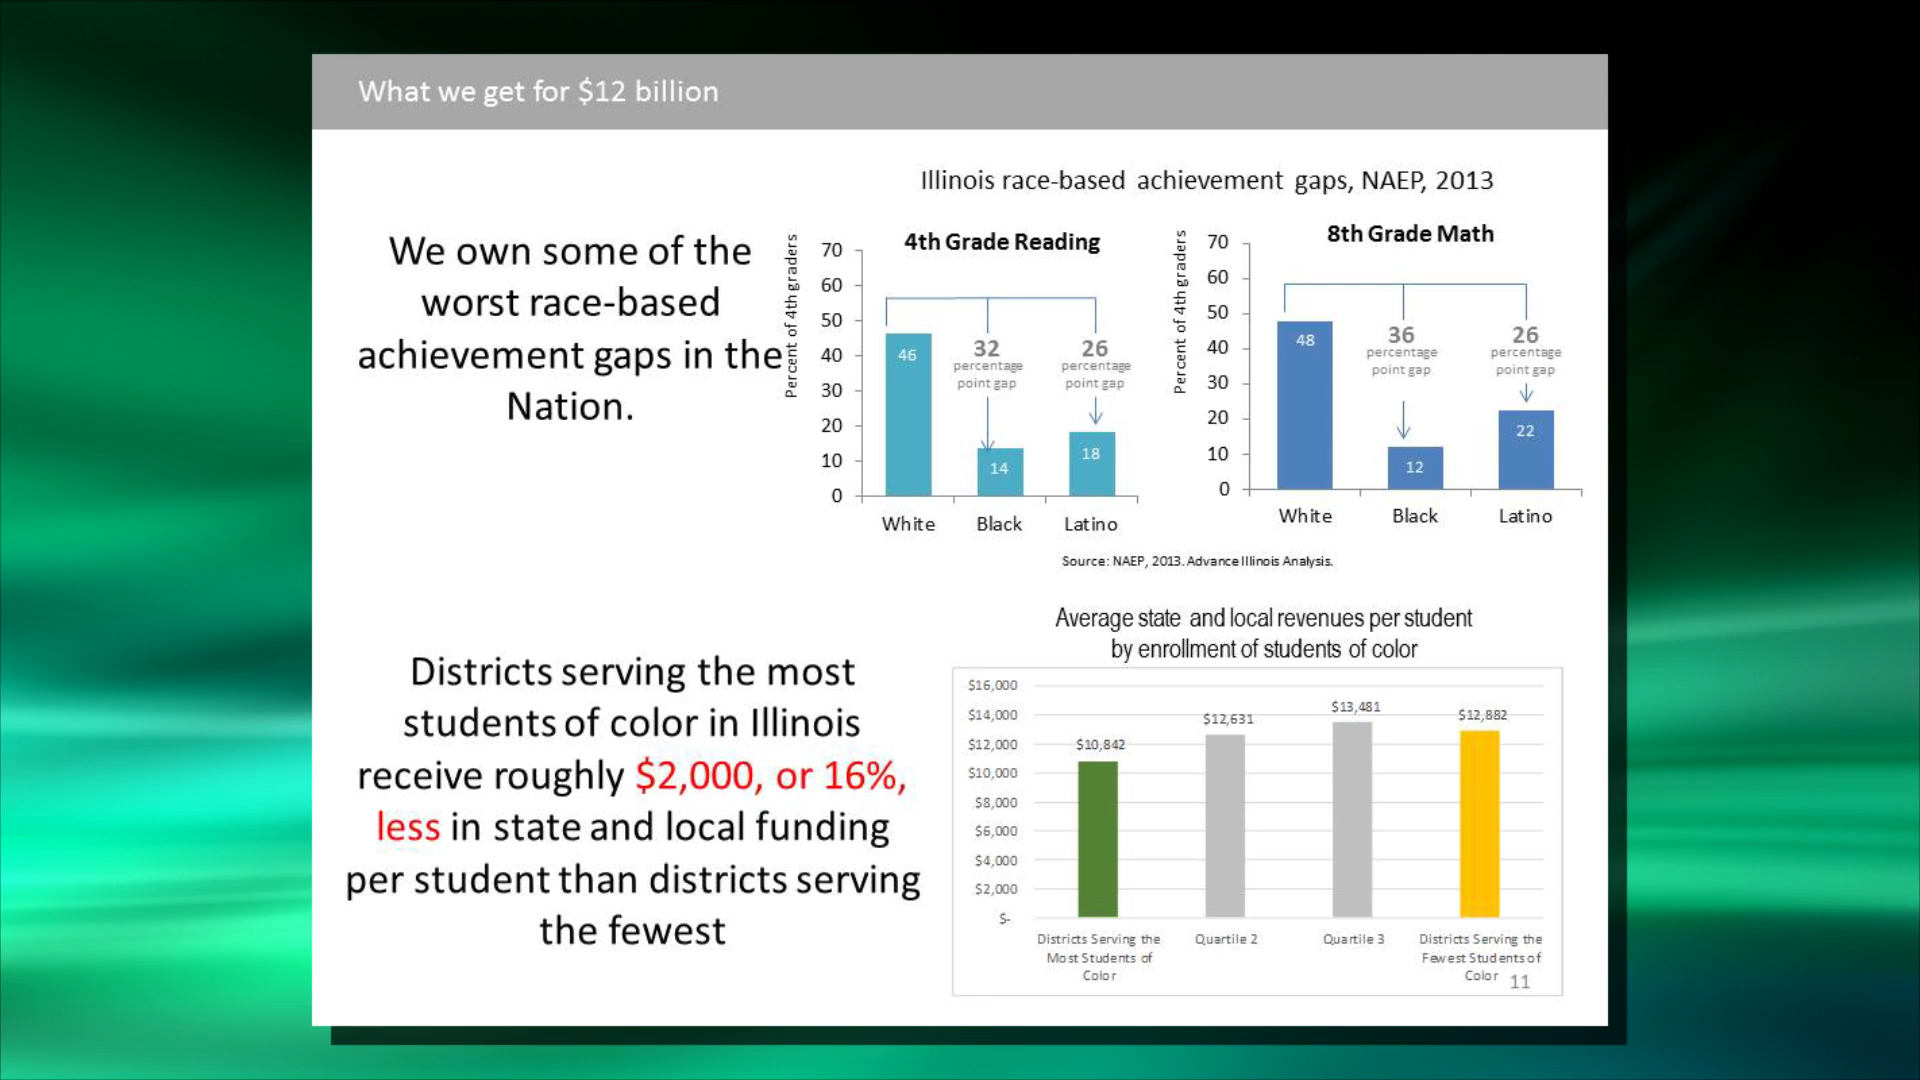 What we get for $12 billion
We own some of the
worst race-based
achievement gaps in the
Nation.
Illinois race-based achievement gaps, NAEP, 2013
4th Grade Reading
Percent of 4th graders
70
60
50
40
30
20
10
0
46
32
percentage
point gap
26
percentage
point gap
14
18
White Black Latino
8th Grade Math
Percent of 4th graders
70
60
50
40
30
20
10
0
48
36
percentage
point gap
26
percentage
point gap
12
22
White Black Latino
Source: NAEP, 2013. Advance Illinois Analysis.
Districts serving the most
students of color in Illinois
receive roughly $2,000, or 16%,
less in state and local funding
per student than districts serving
the fewest
Average state and local revenues per student
by enrollment of students of color
$16,000
$14,000
$12,000
$10,000
$8,000
$6,000
$4,000
$2,000
$-
$10,842
$12,631
$13,481
$12,882
Districts Serving the
Most Students of
Color
Quartile 2
Quartile 3
Districts Serving the
Fewest Students of
Color
11